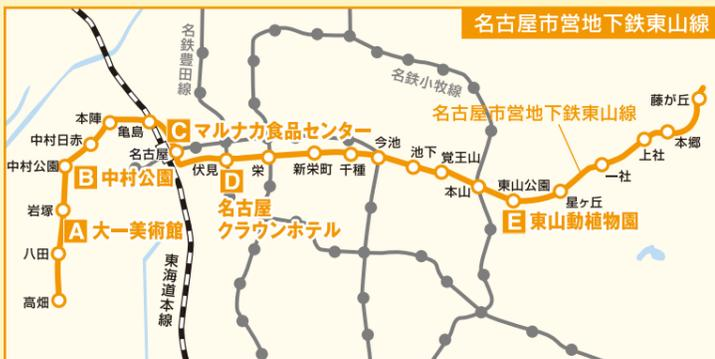 名古屋市営地下鉄東山線
名鉄豊田線
名鉄小牧線
名古屋市営地下鉄東山線
藤が丘
本郷
上社
一社
星ヶ丘
東山公園
E 東山動植物園
本山
覚王山
池下
今池
千種
新栄町
栄
伏見
D 名古屋
クラウンホテル
C マルナカ食品センター
名古屋
亀島
本陣
中村日赤
中村公園
B 中村公園
岩塚
A 大一美術館
八田
高畑
東海道本線